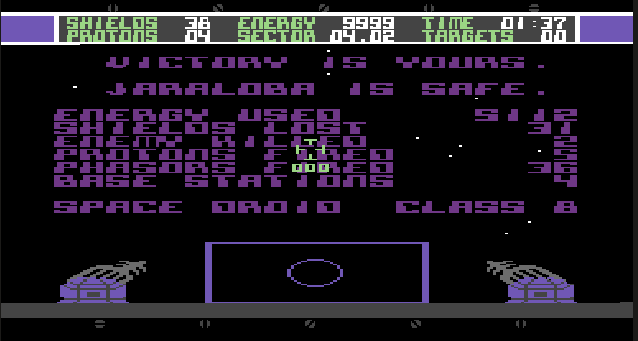 SHIELDS 38 ENERGY 9999 TIME 01:37
PROTONS 04 SECTOR 04.02 TARGETS 00
VICTORY IS YOURS.
JARALOBA IS SAFE.
ENERGY USED 5112
SHIELDS LOST 31
ENEMY KILLED 2
PROTONS FIRED 5
PHASORS FIRED 36
000
BASE STATIONS 4
SPACE DROID CLASS 8